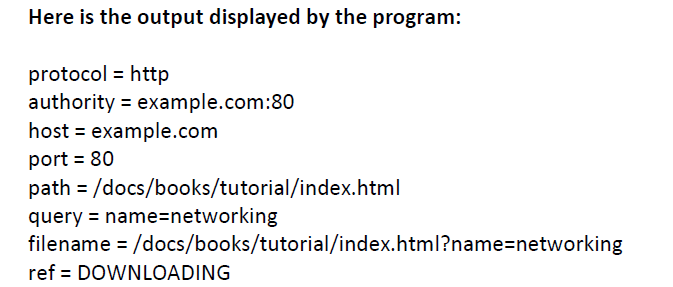 Here is the output displayed by the program:
protocol = http
authority = example.com:80
host = example.com
port = 80
path = /docs/books/tutorial/index.html
query = name=networking
filename = /docs/books/tutorial/index.html?name=networking
ref = DOWNLOADING